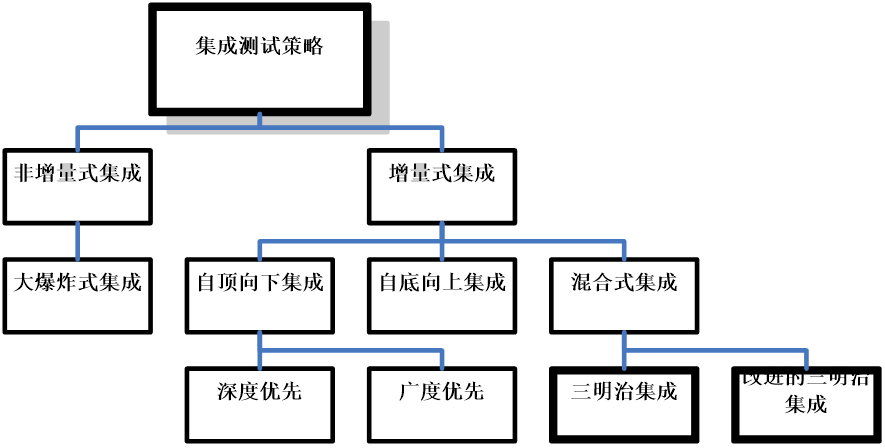 集成测试策略
非增量式集成
增量式集成
大爆炸式集成
自顶向下集成
自底向上集成
混合式集成
深度优先
广度优先
三明治集成
改进的三明治
集成